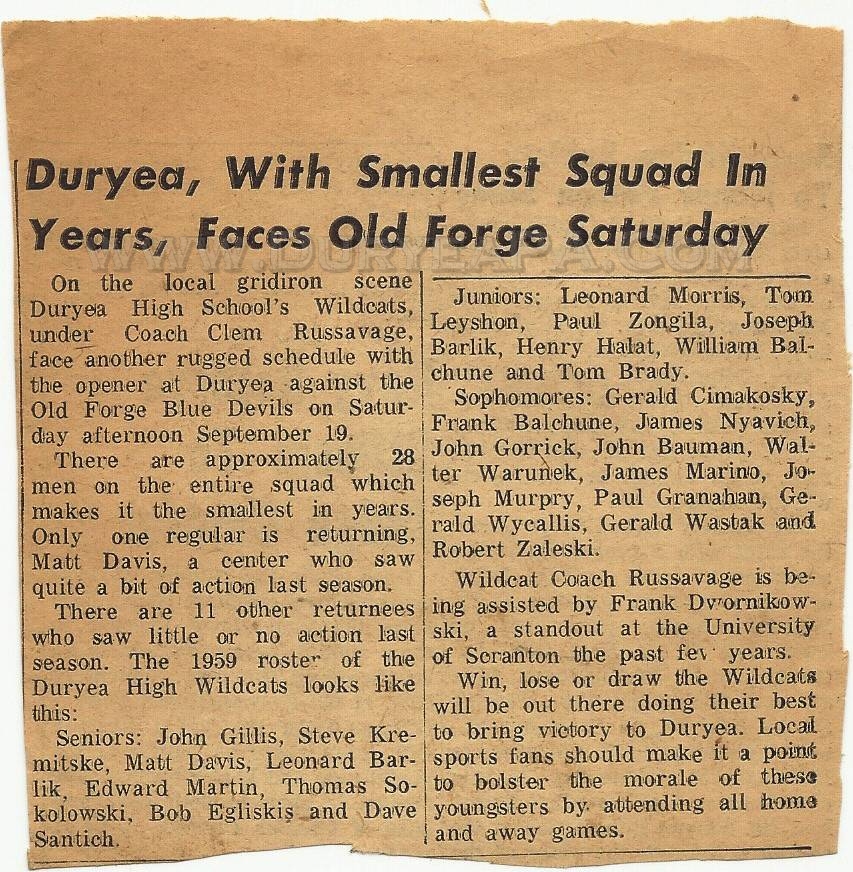 Duryea, With Smallest Squad In
Years, Faces Old Forge Saturday
WWW.DURYEAPA.COM
On the local gridiron scene
Duryea High School's Wildcats,
under Coach Clem Russavage,
face another rugged schedule with
the opener at Duryea against the
Old Forge Blue Devils on Satur-
day afternoon September 19.
There are approximately 28
men on the entire squad which
makes it the smallest in years.
Only one regular is returning,
Matt Davis, a center who saw
quite a bit of action last season.
There are 11 other returnees
who saw little or no action last
season. The 1959 roster of the
Duryea High Wildcats looks like
this:
Seniors: John Gillis, Steve Kre-
mitske, Matt Davis, Leonard Bar-
lik, Edward Martin, Thomas So-
kolowski, Bob Egliskis and Dave
Santich.
Juniors: Leonard Morris, Tom
Leyshon, Paul Zongila, Joseph
Barlik, Henry Halat, William Bal-
chune and Tom Brady.
Sophomores: Gerald Cimakosky,
Frank Balchune, James Nyavich,
John Gorrick, John Bauman, Wal-
ter Warunek, James Marino, Jo-
seph Murpry, Paul Granahan, Ge-
rald Wycallis, Gerald Wastak and
Robert Zaleski.
Wildcat Coach Russavage is be-
ing assisted by Frank Dvornikow-
ski, a standout at the University
of Scranton the past few years.
Win, lose or draw the Wildcats
will be out there doing their best
to bring victory to Duryea. Local
sports fans should make it a point
to bolster the morale of these
youngsters by attending all home
and away games.